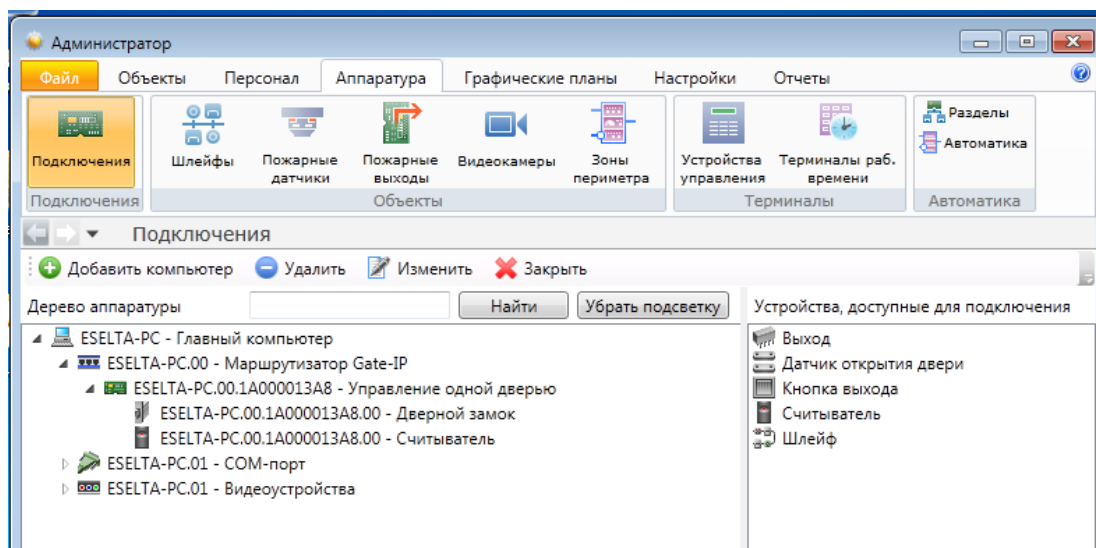 Администратор
Файл Объекты Персонал Аппаратура Графические планы Настройки Отчеты
Подключения Шлейфы Пожарные датчики Пожарные выходы Видеокамеры Зоны периметра Устройства управления Терминалы раб. времени Разделы
Автоматика
Подключения Объекты Терминалы Автоматика
Подключения
Добавить компьютер Удалить Изменить Закрыть
Дерево аппаратуры Найти Убрать подсветку Устройства, доступные для подключения
ESELTA-PC - Главный компьютер
ESELTA-PC.00 - Маршрутизатор Gate-IP
ESELTA-PC.00.1A000013A8 - Управление одной дверью
ESELTA-PC.00.1A000013A8.00 - Дверной замок
ESELTA-PC.00.1A000013A8.00 - Считыватель
ESELTA-PC.01 - COM-порт
ESELTA-PC.01 - Видеоустройства
Выход
Датчик открытия двери
Кнопка выхода
Считыватель
Шлейф